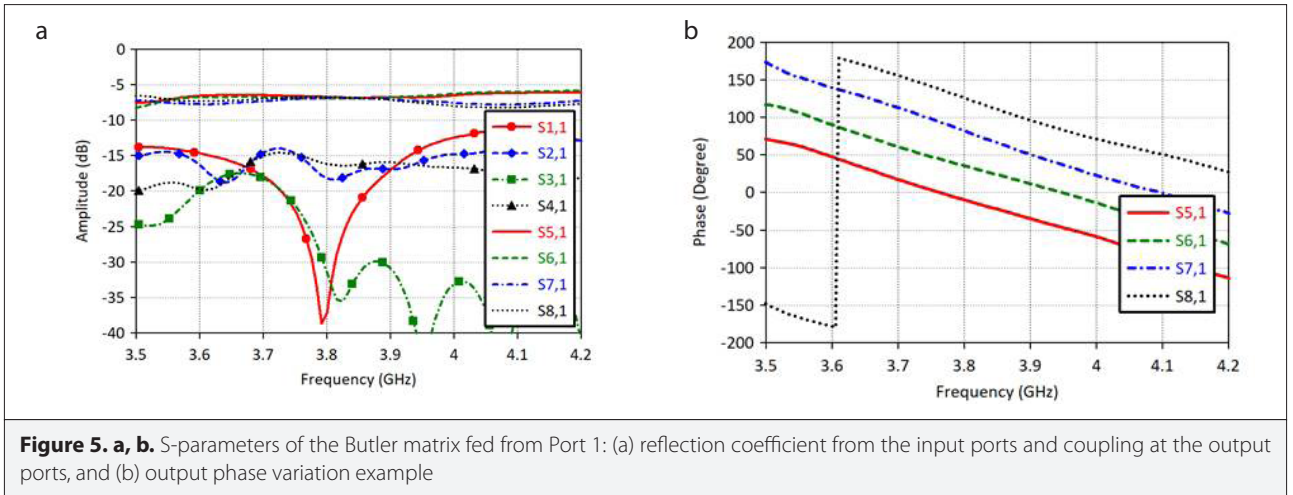 a
0
-5
-10
-15
-20
-25
-30
-35
-40
Amplitude (dB)
3.5 3.6 3.7 3.8 3.9 4 4.1 4.2
Frequency (GHz)
S1,1
S2,1
S3,1
S4,1
S5,1
S6,1
S7,1
S8,1
b
200
150
100
50
0
-50
-100
-150
-200
Phase (Degree)
3.5 3.6 3.7 3.8 3.9 4 4.1 4.2
Frequency (GHz)
S5,1
S6,1
S7,1
S8,1
Figure 5. a, b. S-parameters of the Butler matrix fed from Port 1: (a) reflection coefficient from the input ports and coupling at the output
ports, and (b) output phase variation example